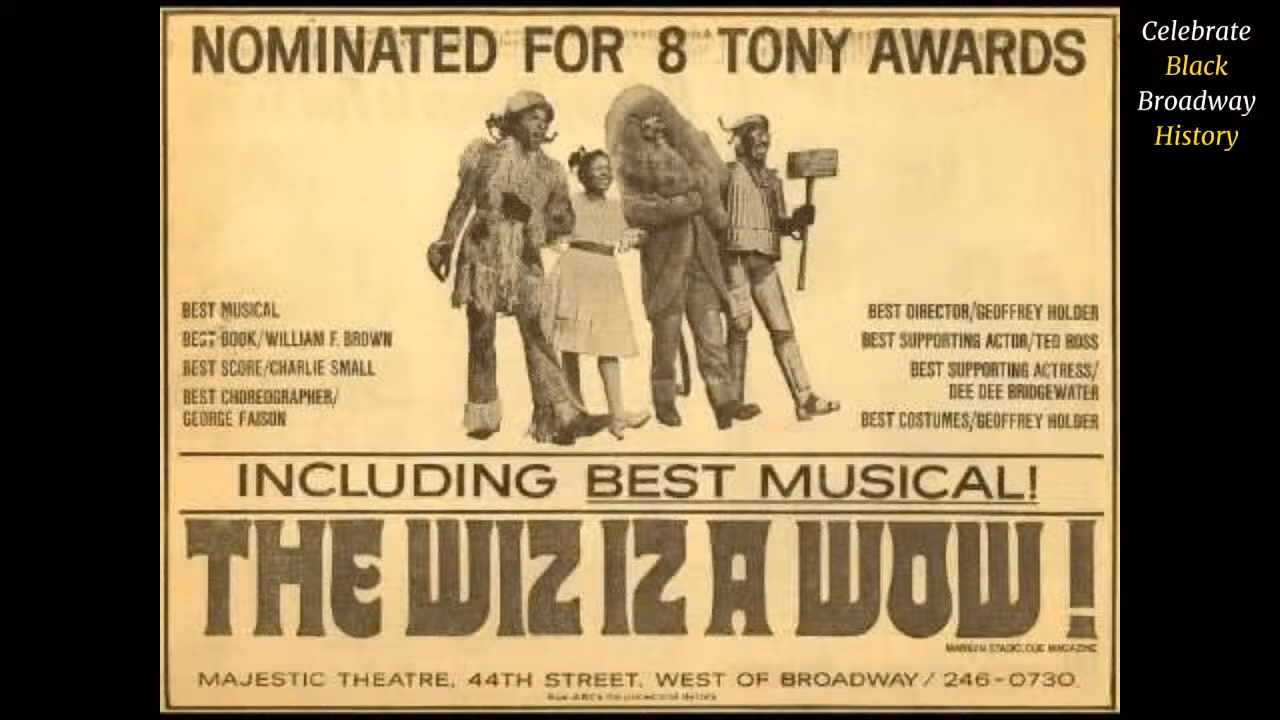 NOMINATED FOR 8 TONY AWARDS
BEST MUSICAL
BEST BOOK/WILLIAM F. BROWN
BEST SCORE/CHARLIE SMALL
BEST CHOREOGRAPHER/
GEORGE FAISON
BEST DIRECTOR/GEOFFREY HOLDER
BEST SUPPORTING ACTOR/TED ROSS
BEST SUPPORTING ACTRESS/
DEE DEE BRIDGEWATER
BEST COSTUMES/GEOFFREY HOLDER
INCLUDING BEST MUSICAL!
THE WIZ IZ A WOW!
CUE MAGAZINE
MAJESTIC THEATRE, 44TH STREET, WEST OF BROADWAY/246-0730.
Celebrate
Black
Broadway
History